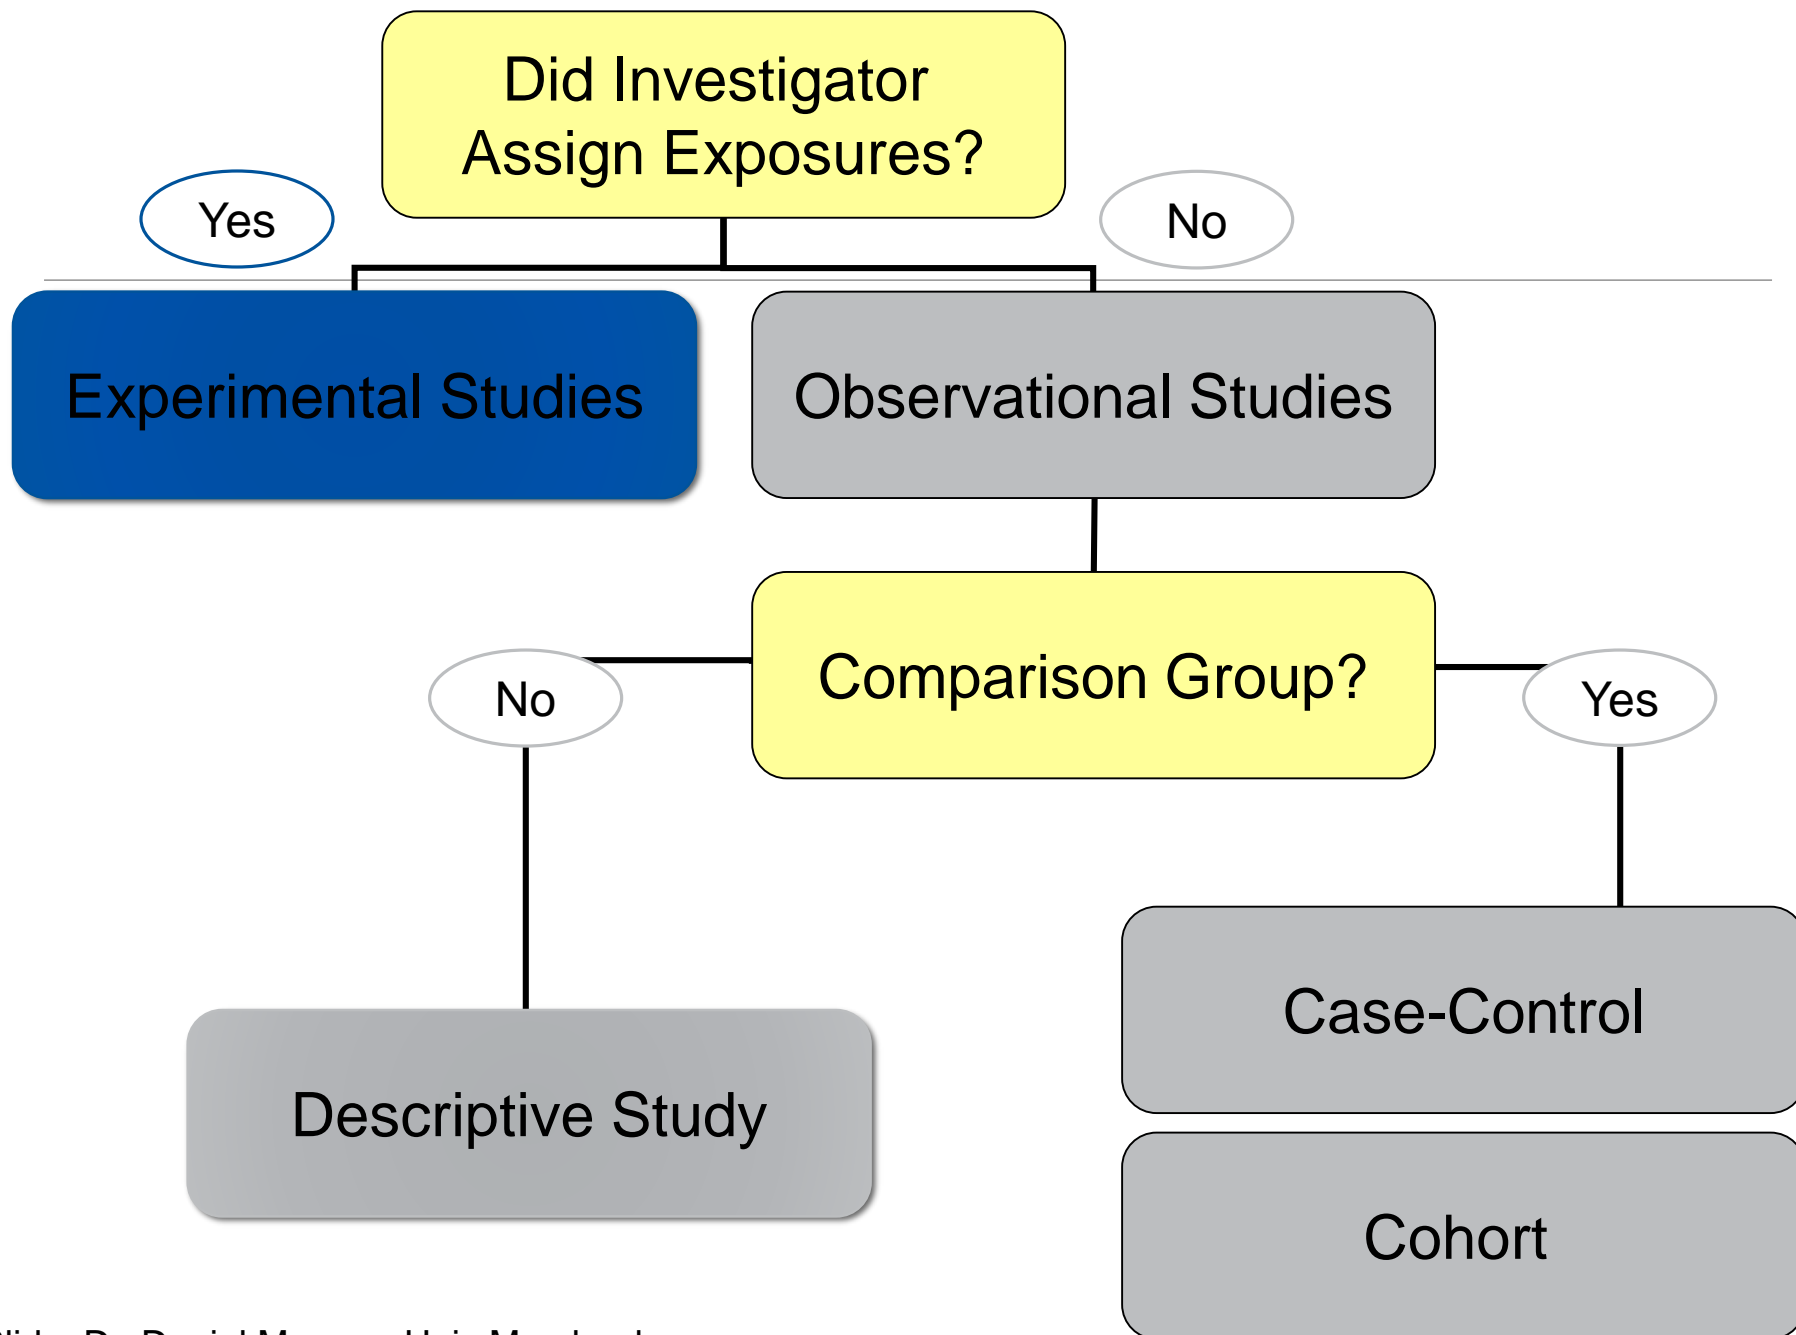 Did Investigator
Assign Exposures?
Yes
No
Experimental Studies
Observational Studies
Comparison Group?
No
Yes
Case-Control
Descriptive Study
Cohort